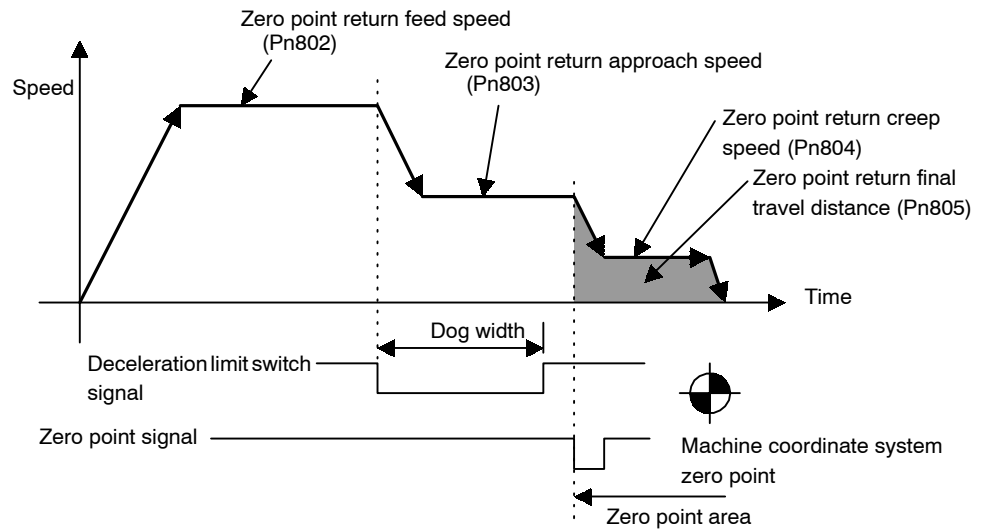 Zero point return feed speed
(Pn802)
Zero point return approach speed
(Pn803)
Speed
Zero point return creep
speed (Pn804)
Zero point return final
travel distance (Pn805)
Time
Dog width
Deceleration limit switch
signal
Zero point signal
Machine coordinate system
zero point
Zero point area